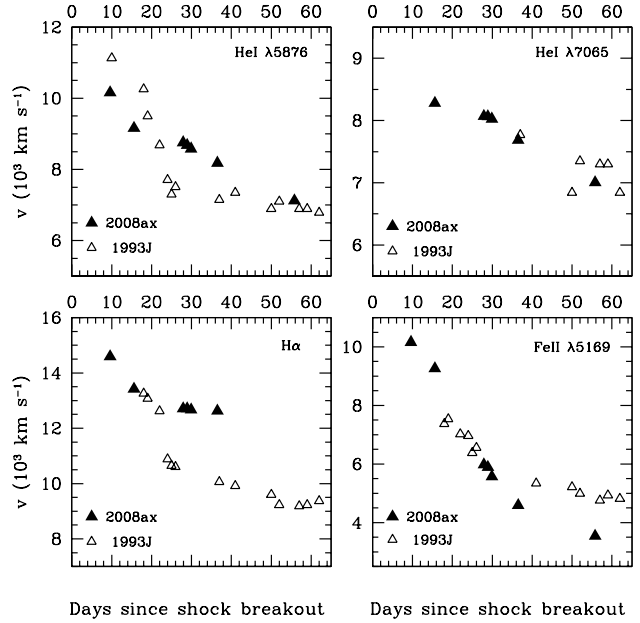 0 10 20 30 40 50 60
0 10 20 30 40 50 60
12
10
8
6
v (10³ km s⁻¹)
HeI λ5876
2008ax
1993J
9
8
7
6
HeI λ7065
2008ax
1993J
0 10 20 30 40 50 60
0 10 20 30 40 50 60
16
14
12
10
8
v (10³ km s⁻¹)
Hα
2008ax
1993J
10
8
6
4
FeII λ5169
2008ax
1993J
Days since shock breakout
Days since shock breakout